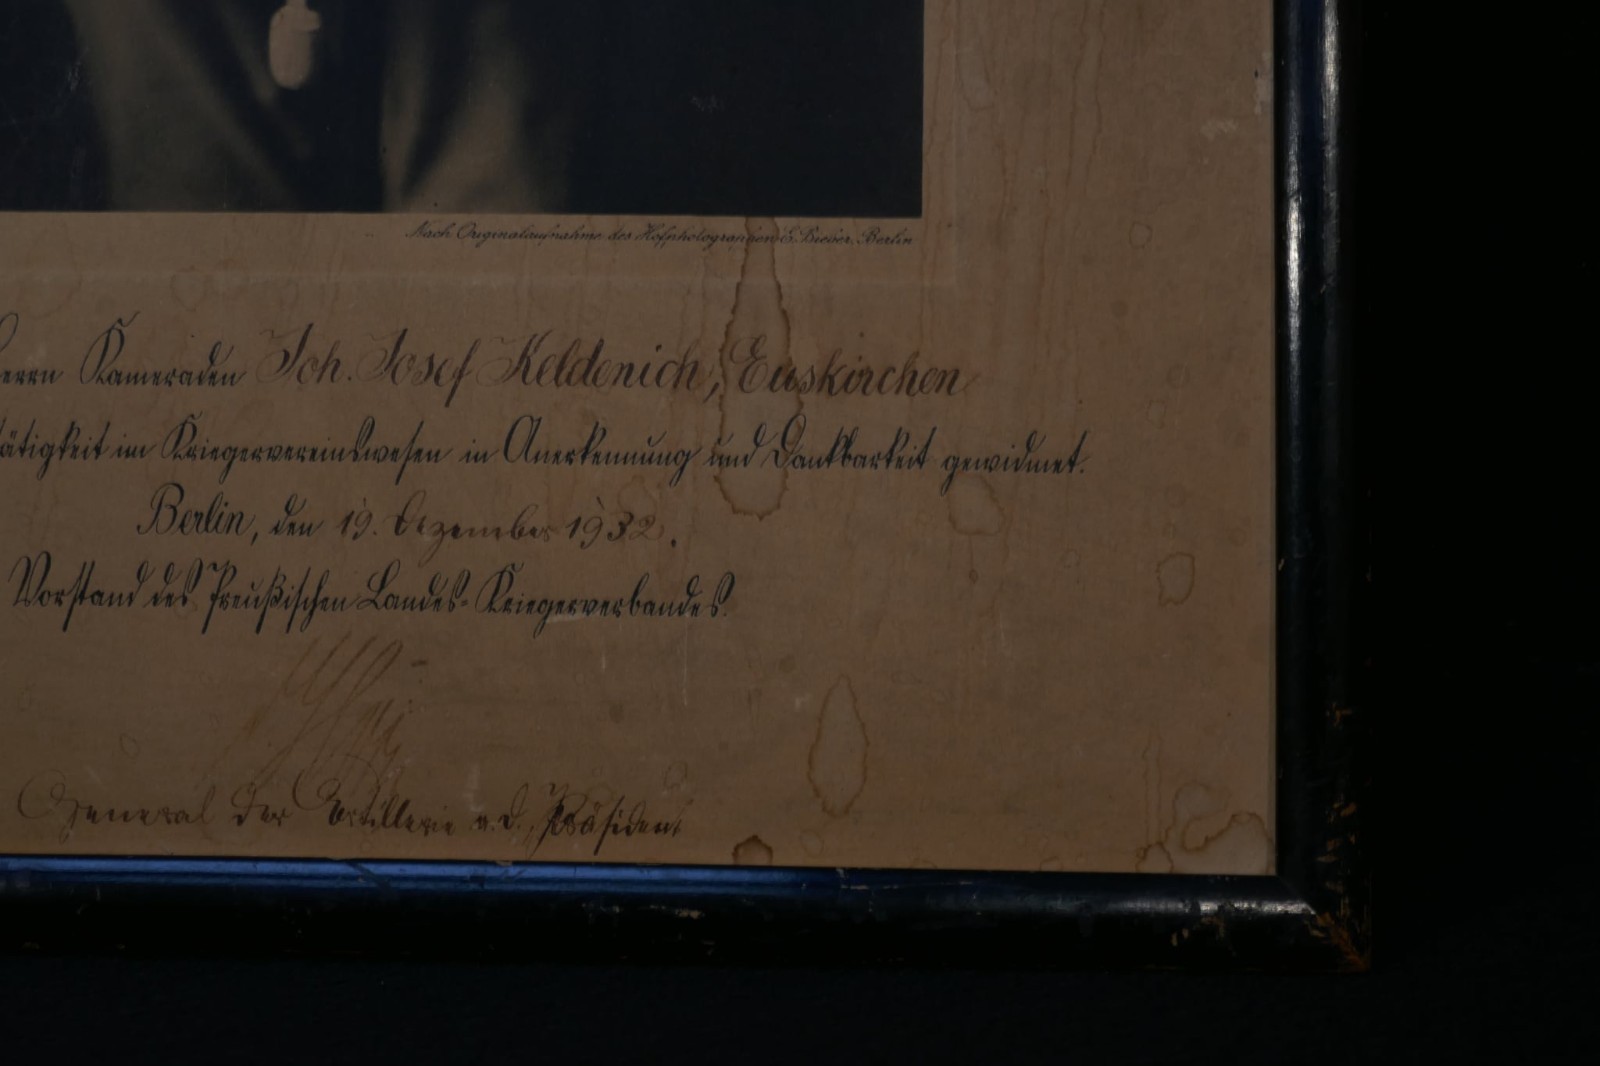 Nach Originalaufnahme des Hofphotographen E. Bieber, Berlin
Herrn Kameraden Joh. Josef Keldenich, Euskirchen
tätigkeit im Kriegervereinswesen in Anerkennung und Dankbarkeit gewidmet.
Berlin, den 19. Dezember 1932.
Vorstand des Preußischen Landes-Kriegerverbandes.
General der Artillerie a.D., Präsident